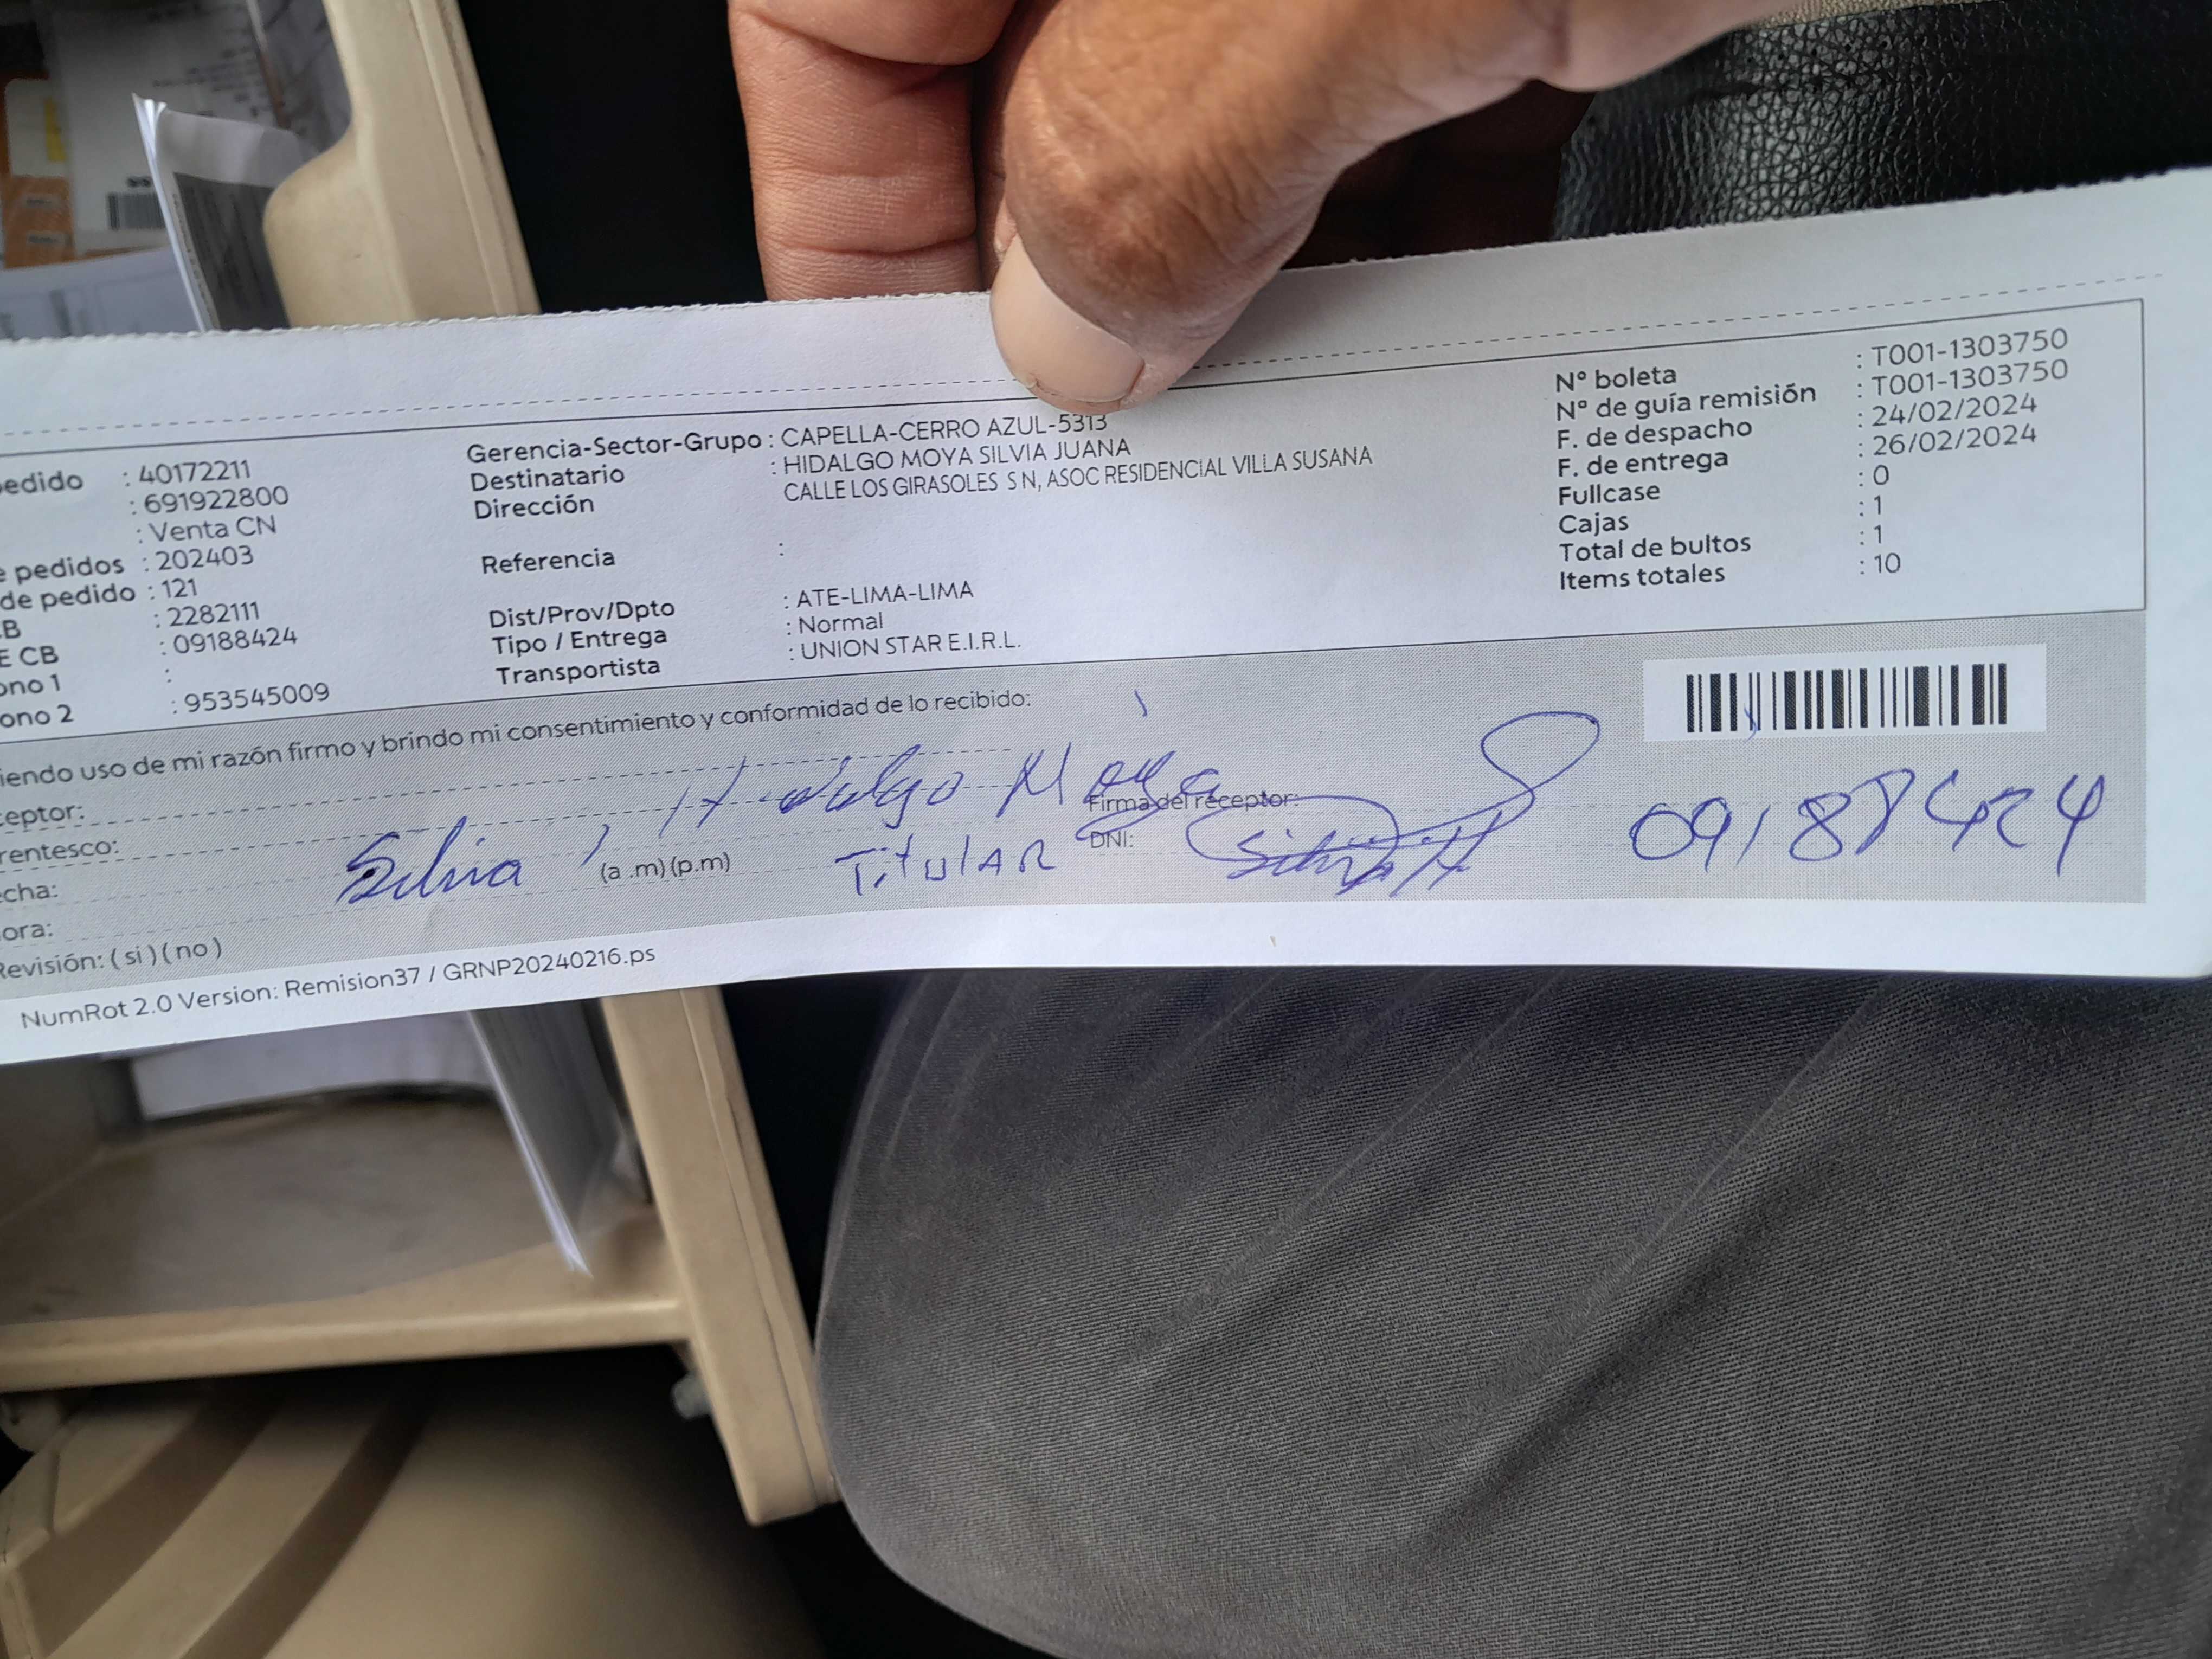 edido : 40172211
: 691922800
: Venta CN
e pedidos : 202403
de pedido : 121
CB : 2282111
E CB : 09188424
ono 1 :
ono 2 : 953545009
Gerencia-Sector-Grupo : CAPELLA-CERRO AZUL-5313
Destinatario : HIDALGO MOYA SILVIA JUANA
Dirección CALLE LOS GIRASOLES S N, ASOC RESIDENCIAL VILLA SUSANA
Referencia :
Dist/Prov/Dpto : ATE-LIMA-LIMA
Tipo / Entrega : Normal
Transportista : UNION STAR E.I.R.L.
N° boleta : T001-1303750
N° de guía remisión : T001-1303750
F. de despacho : 24/02/2024
F. de entrega : 26/02/2024
Fullcase : 0
Cajas : 1
Total de bultos : 1
Items totales : 10
iendo uso de mi razón firmo y brindo mi consentimiento y conformidad de lo recibido:
ceptor:
rentesco:
echa:
ora: (a .m) (p.m)
Revisión: ( si ) ( no )
Silvia Hidalgo Moya
Titular
Firma del receptor:
DNI:
09188424
NumRot 2.0 Version: Remision37 / GRNP20240216.ps